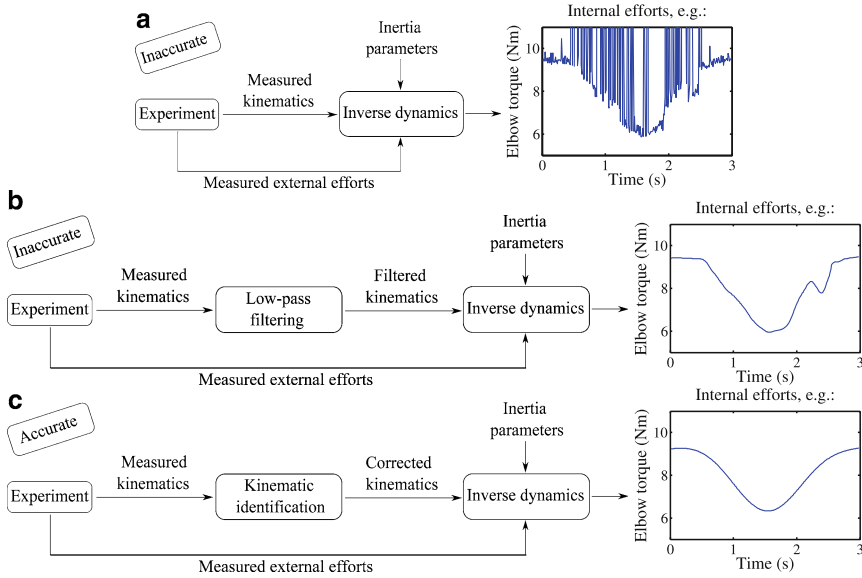 a
Inaccurate
Inertia
parameters
Measured
kinematics
Experiment
Inverse dynamics
Measured external efforts
Internal efforts, e.g.:
Elbow torque (Nm)
10
8
6
0
1
2
3
Time (s)
b
Inaccurate
Inertia
parameters
Measured
kinematics
Filtered
kinematics
Experiment
Low-pass
filtering
Inverse dynamics
Measured external efforts
Internal efforts, e.g.:
Elbow torque (Nm)
10
8
6
0
1
2
3
Time (s)
c
Accurate
Inertia
parameters
Measured
kinematics
Corrected
kinematics
Experiment
Kinematic
identification
Inverse dynamics
Measured external efforts
Internal efforts, e.g.:
Elbow torque (Nm)
10
8
6
0
1
2
3
Time (s)